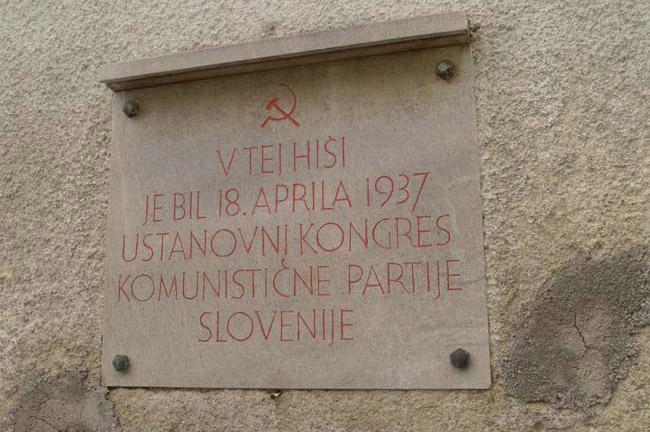 V TEJ HIŠI
JE BIL 18. APRILA 1937
USTANOVNI KONGRES
KOMUNISTIČNE PARTIJE
SLOVENIJE